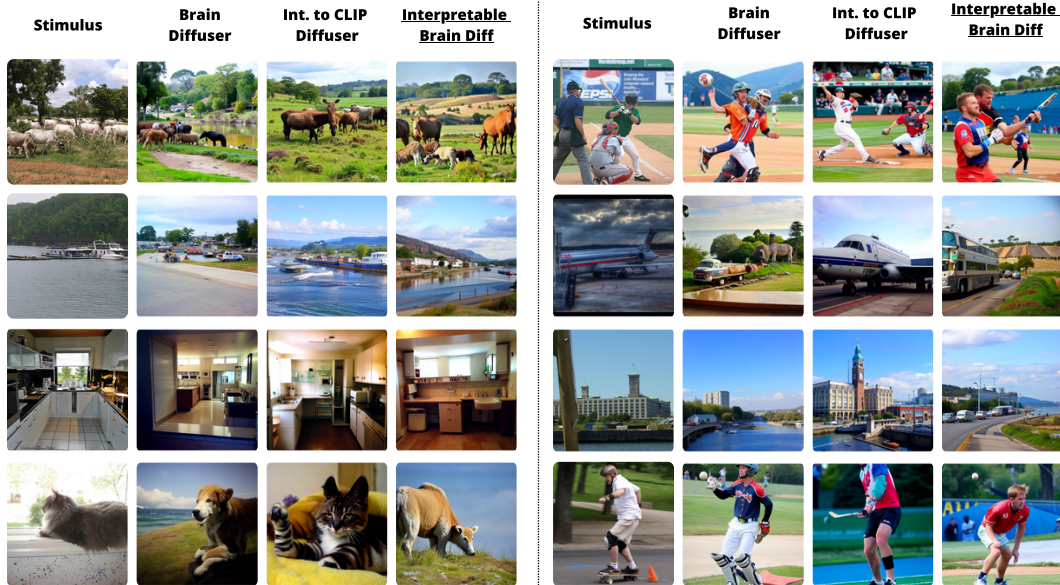 Stimulus
Brain
Diffuser
Int. to CLIP
Diffuser
Interpretable
Brain Diff
Stimulus
Brain
Diffuser
Int. to CLIP
Diffuser
Interpretable
Brain Diff
PEPSI